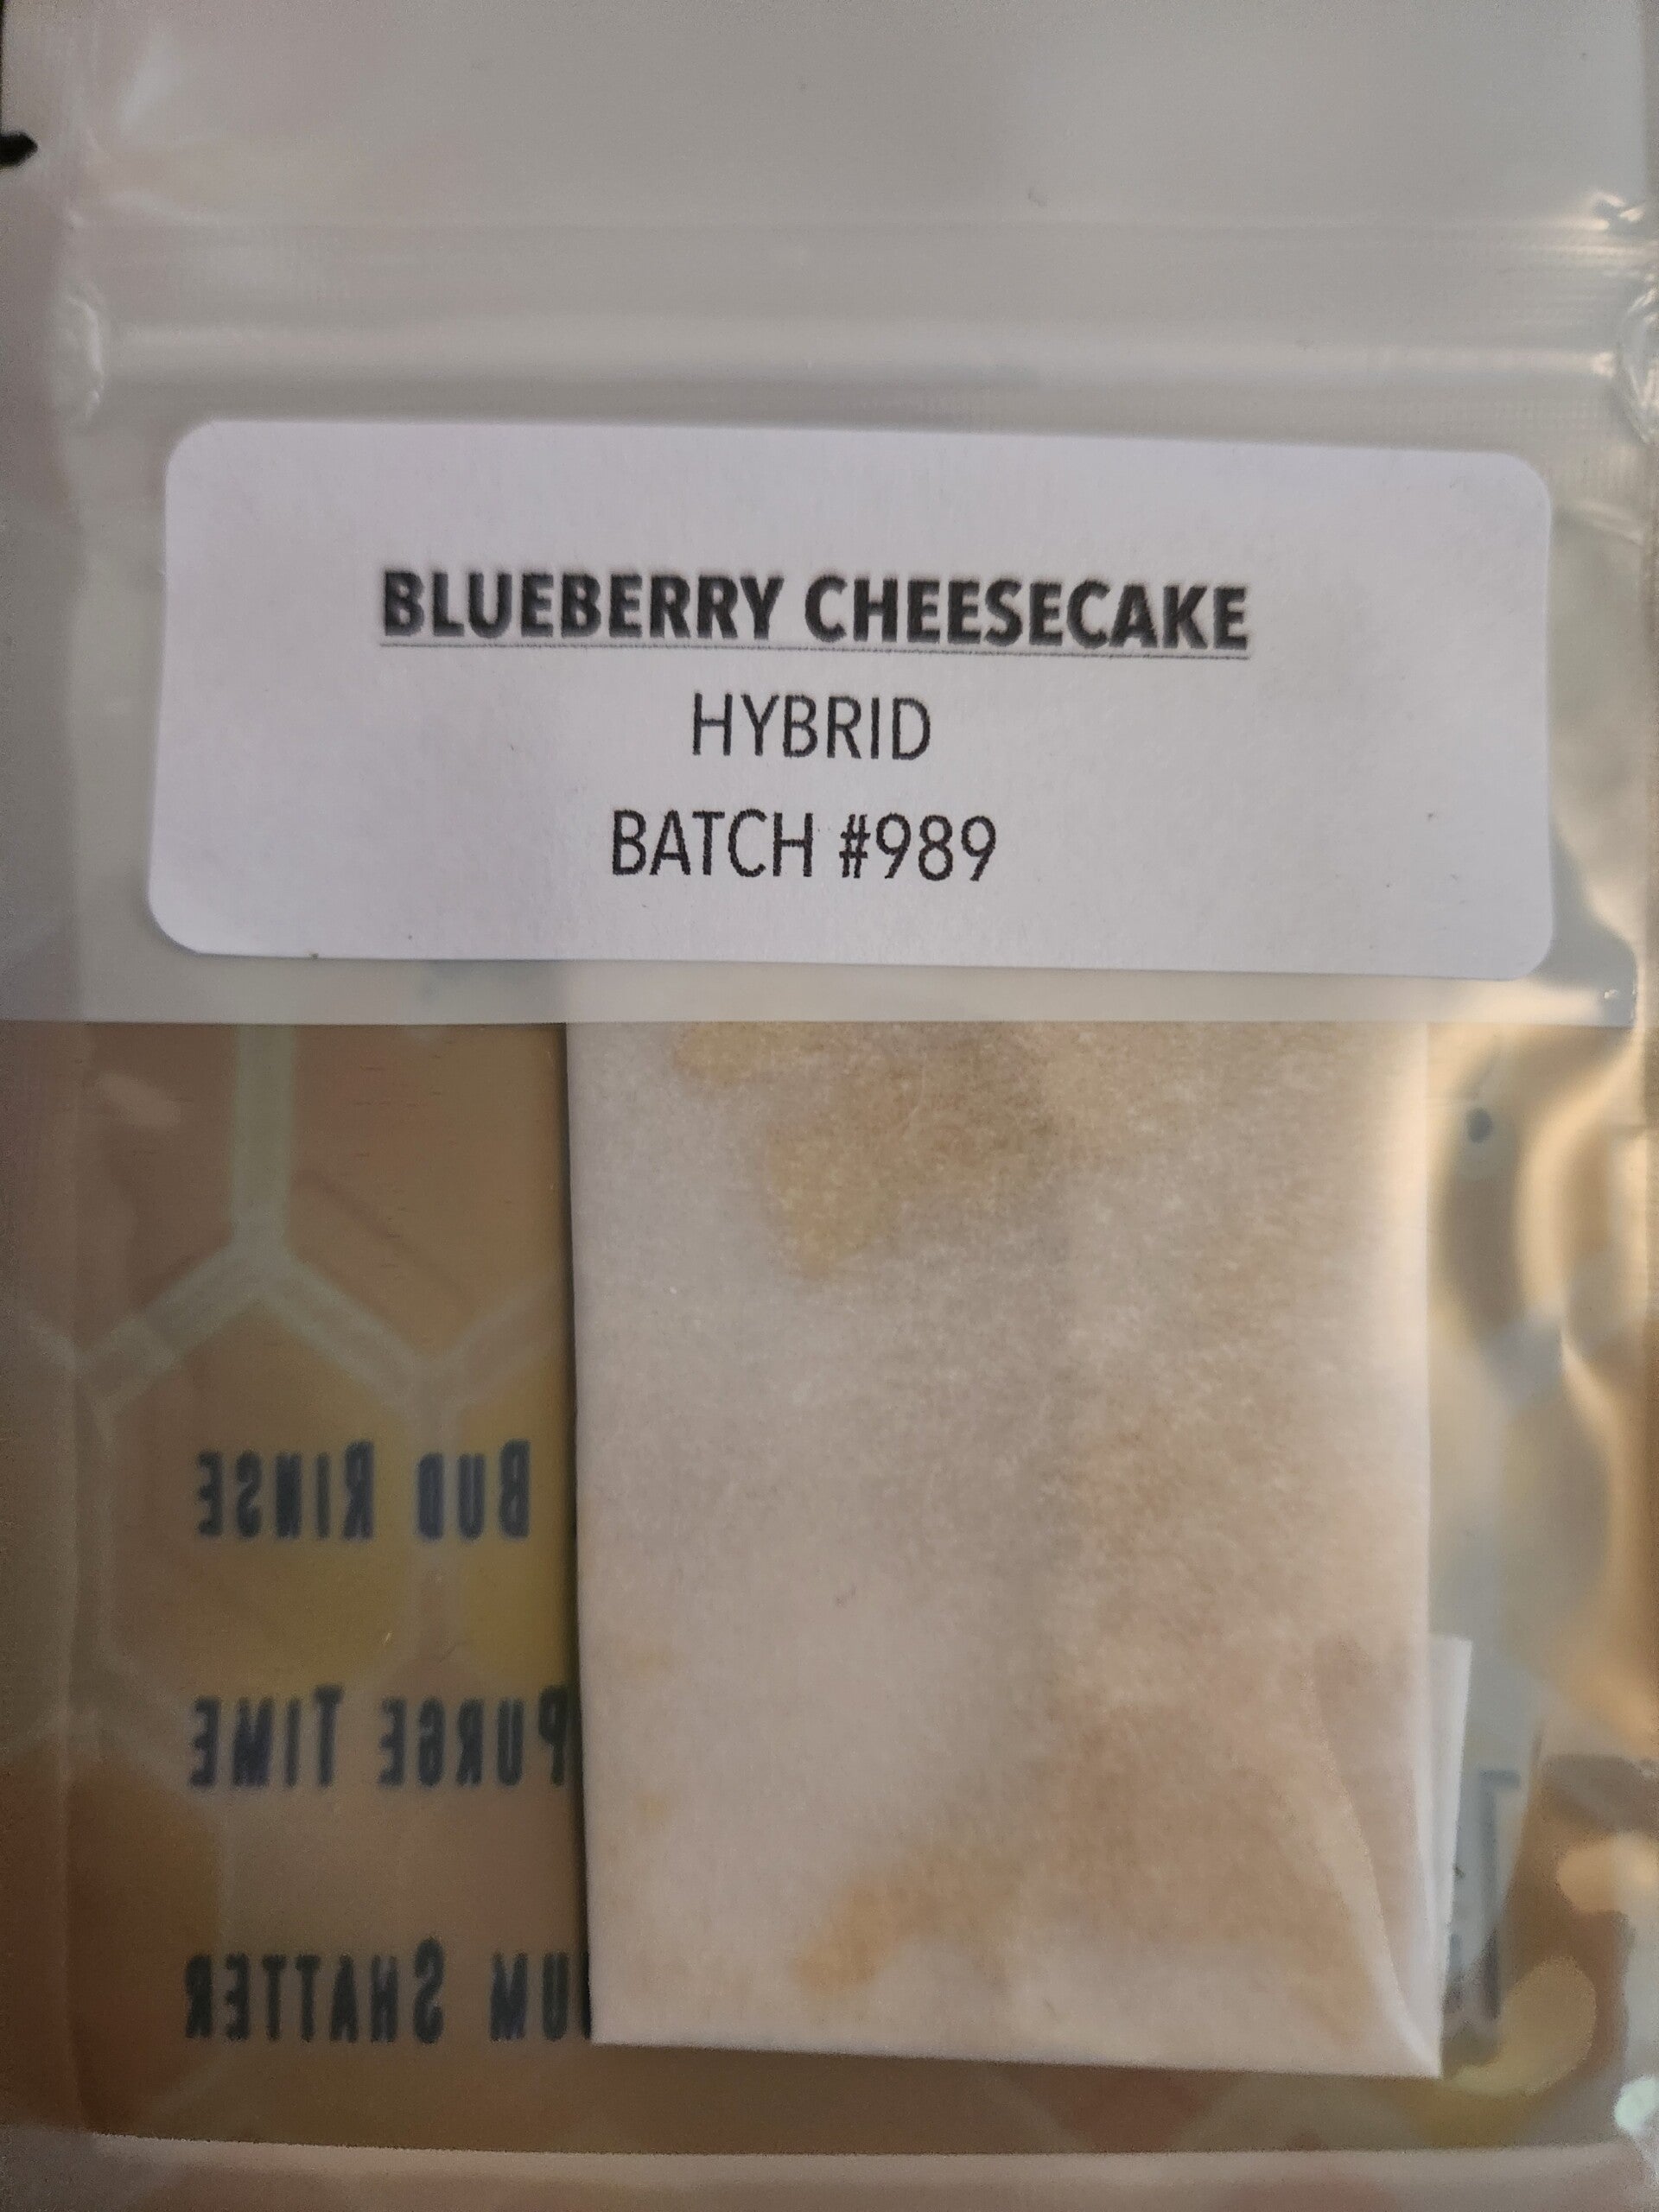 BLUEBERRY CHEESECAKE
HYBRID
BATCH #989
BUD RINSE
PURGE TIME
SHATTER